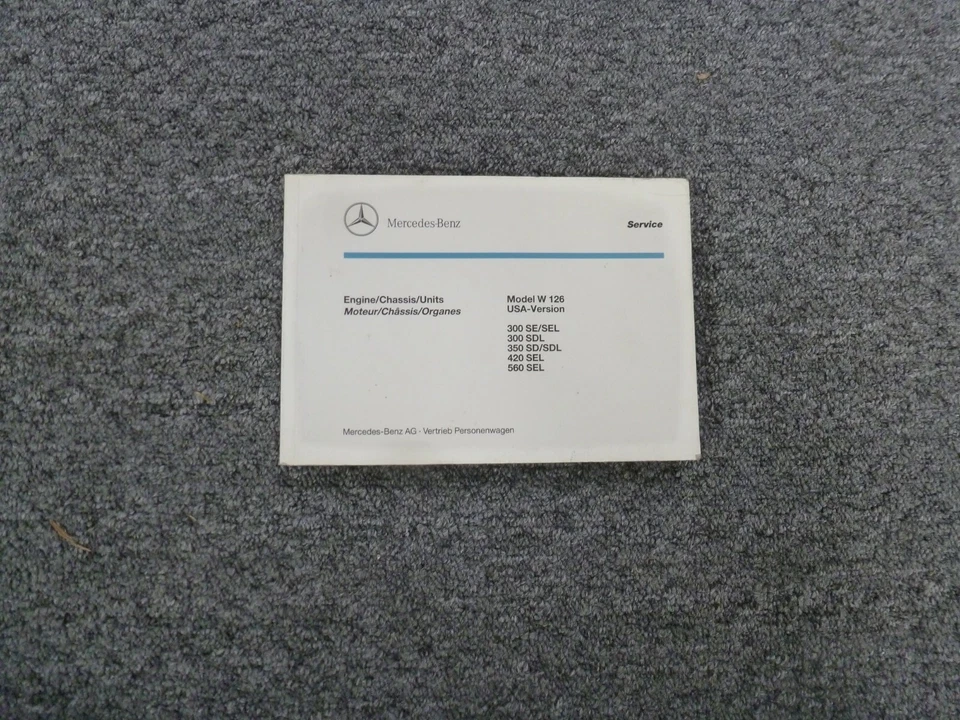 Mercedes-Benz
Service
Engine/Chassis/Units
Moteur/Châssis/Organes
Model W 126
USA-Version
300 SE/SEL
300 SDL
350 SD/SDL
420 SEL
560 SEL
Mercedes-Benz AG · Vertrieb Personenwagen